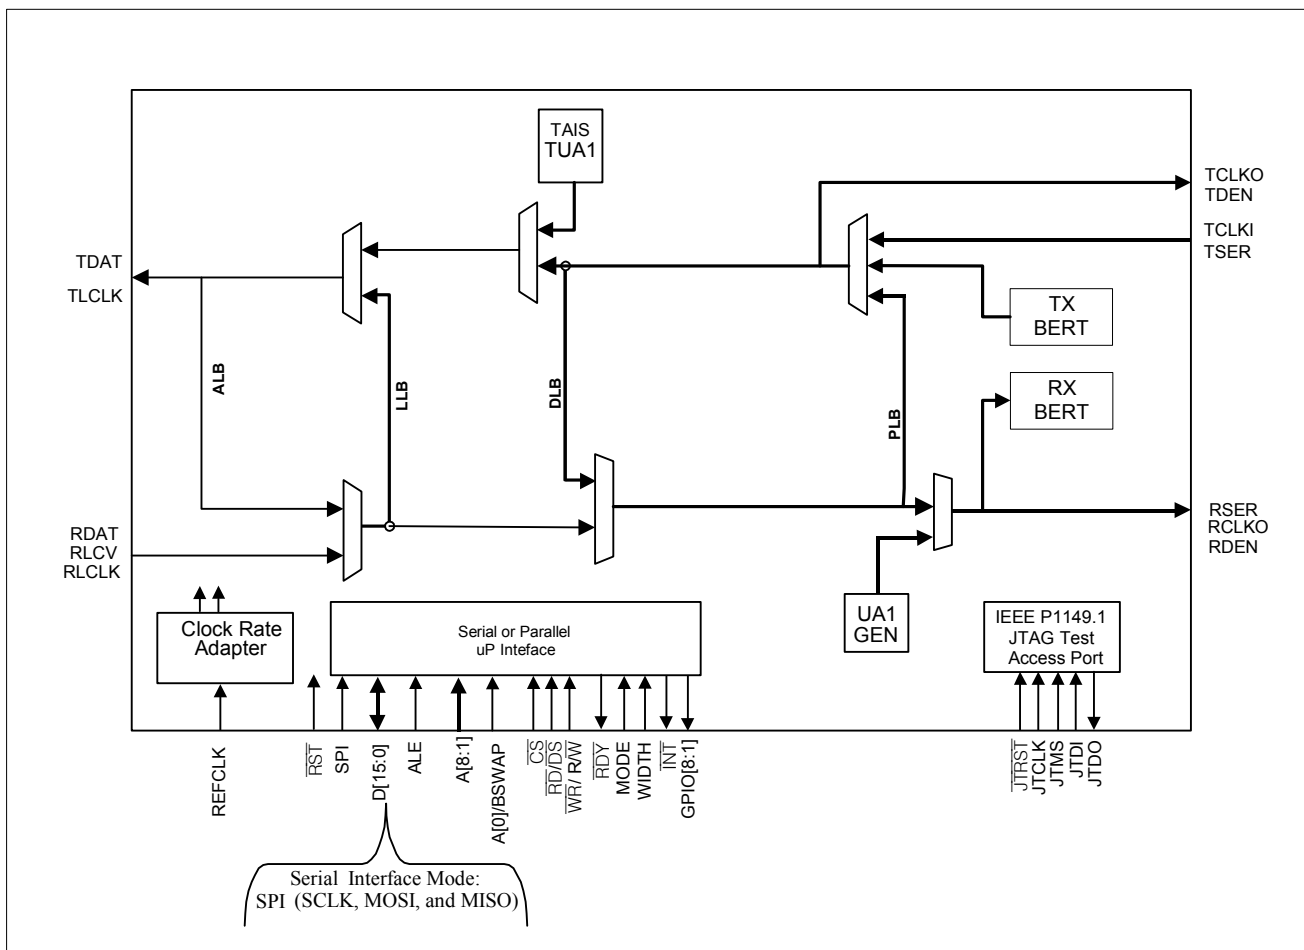 TAIS
TUA1
TCLKO
TDEN
TCLKI
TSER
TDAT
TLCLK
TX
BERT
ALB
LLB
DLB
PLB
RX
BERT
RDAT
RLCV
RLCLK
RSER
RCLKO
RDEN
Clock Rate
Adapter
Serial or Parallel
uP Inteface
UA1
GEN
IEEE P1149.1
JTAG Test
Access Port
REFCLK
RST
SPI
D[15:0]
ALE
A[8:1]
A[0]/BSWAP
CS
RD/DS
WR/ R/W
RDY
MODE
WIDTH
INT
GPIO[8:1]
JTRST
JTCLK
JTMS
JTDI
JTDO
Serial Interface Mode:
SPI (SCLK, MOSI, and MISO)